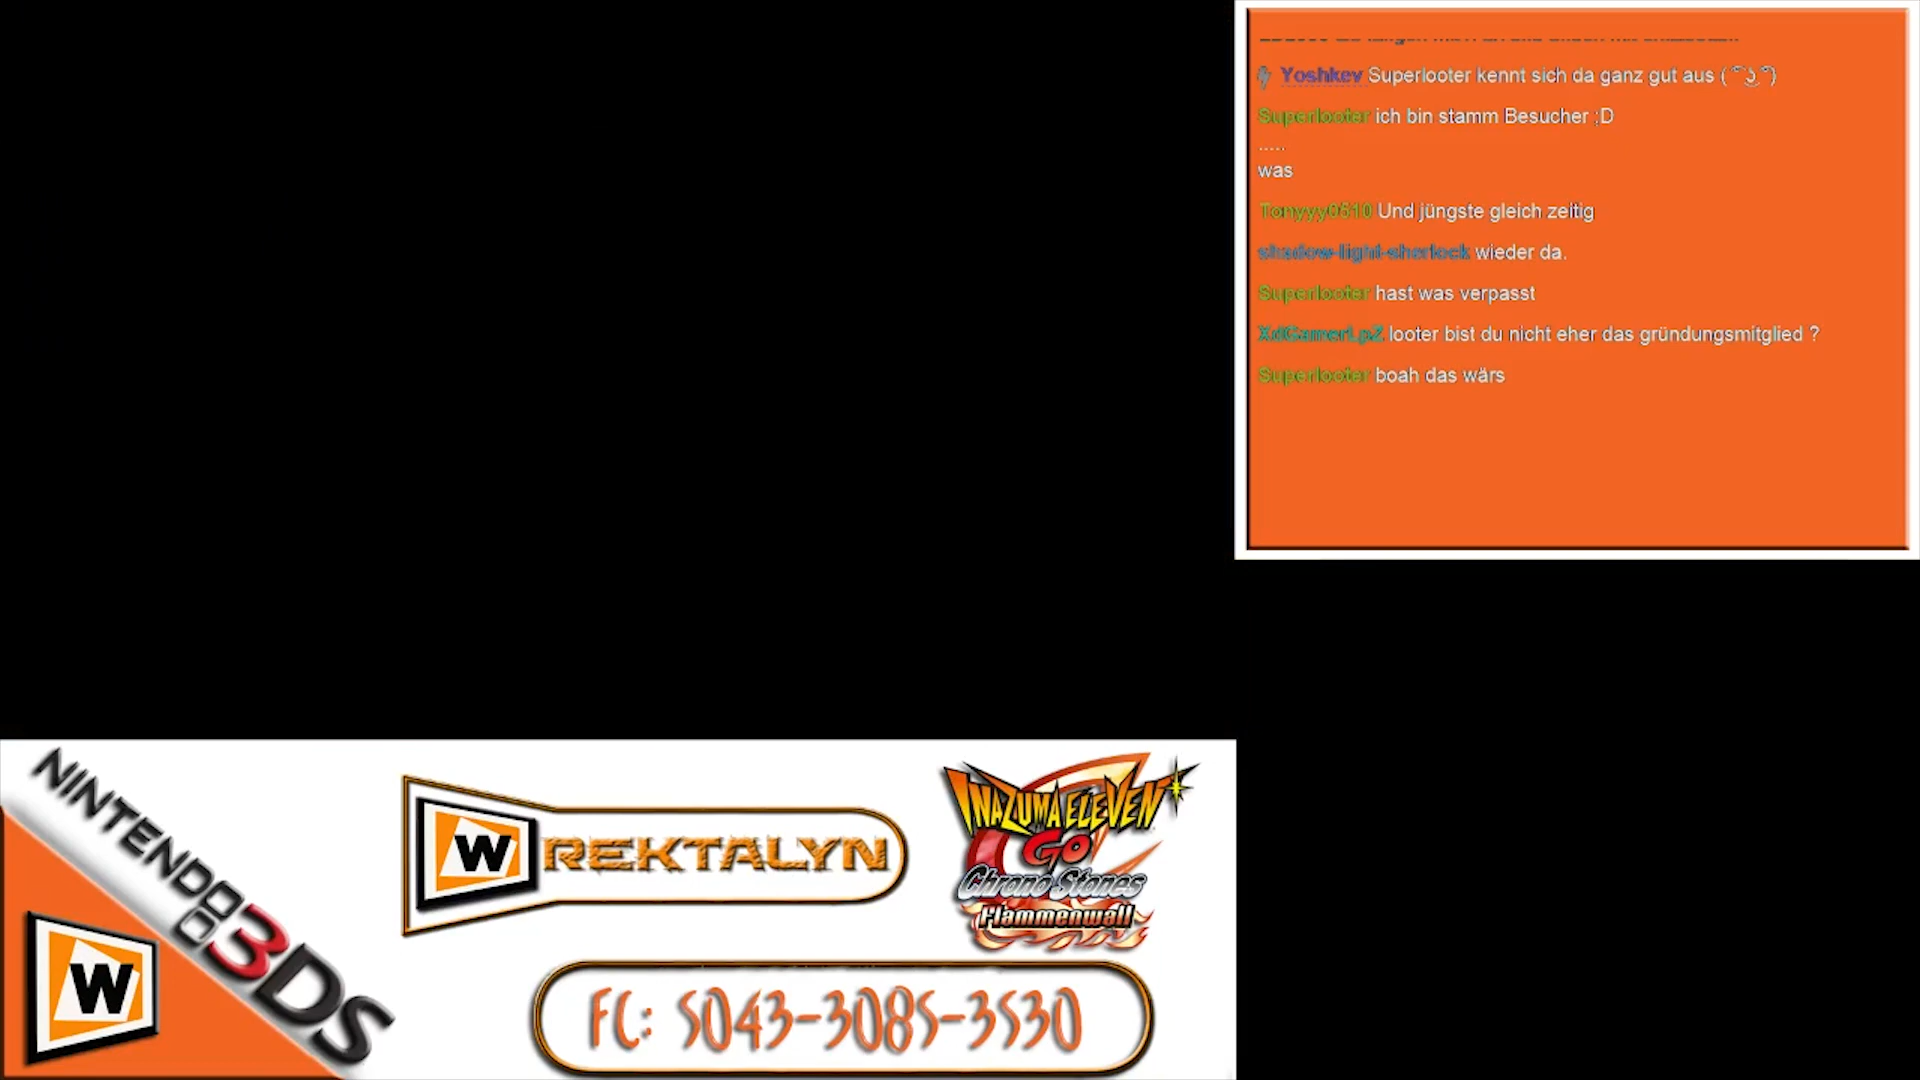 Yoshkev Superlooter kennt sich da ganz gut aus ( ͡° ͜ʖ ͡°)
Superlooter ich bin stamm Besucher ;D
.....
was
Tonyyy0510 Und jüngste gleich zeitig
shadow-light-sherlock wieder da.
Superlooter hast was verpasst
XdGamerLpZ looter bist du nicht eher das gründungsmitglied ?
Superlooter boah das wärs
NINTENDO 3DS
W
W REKTALYN
INAZUMA ELEVEN
GO
Chrono Stones
Flammenwall
FC: 5043-3085-3530